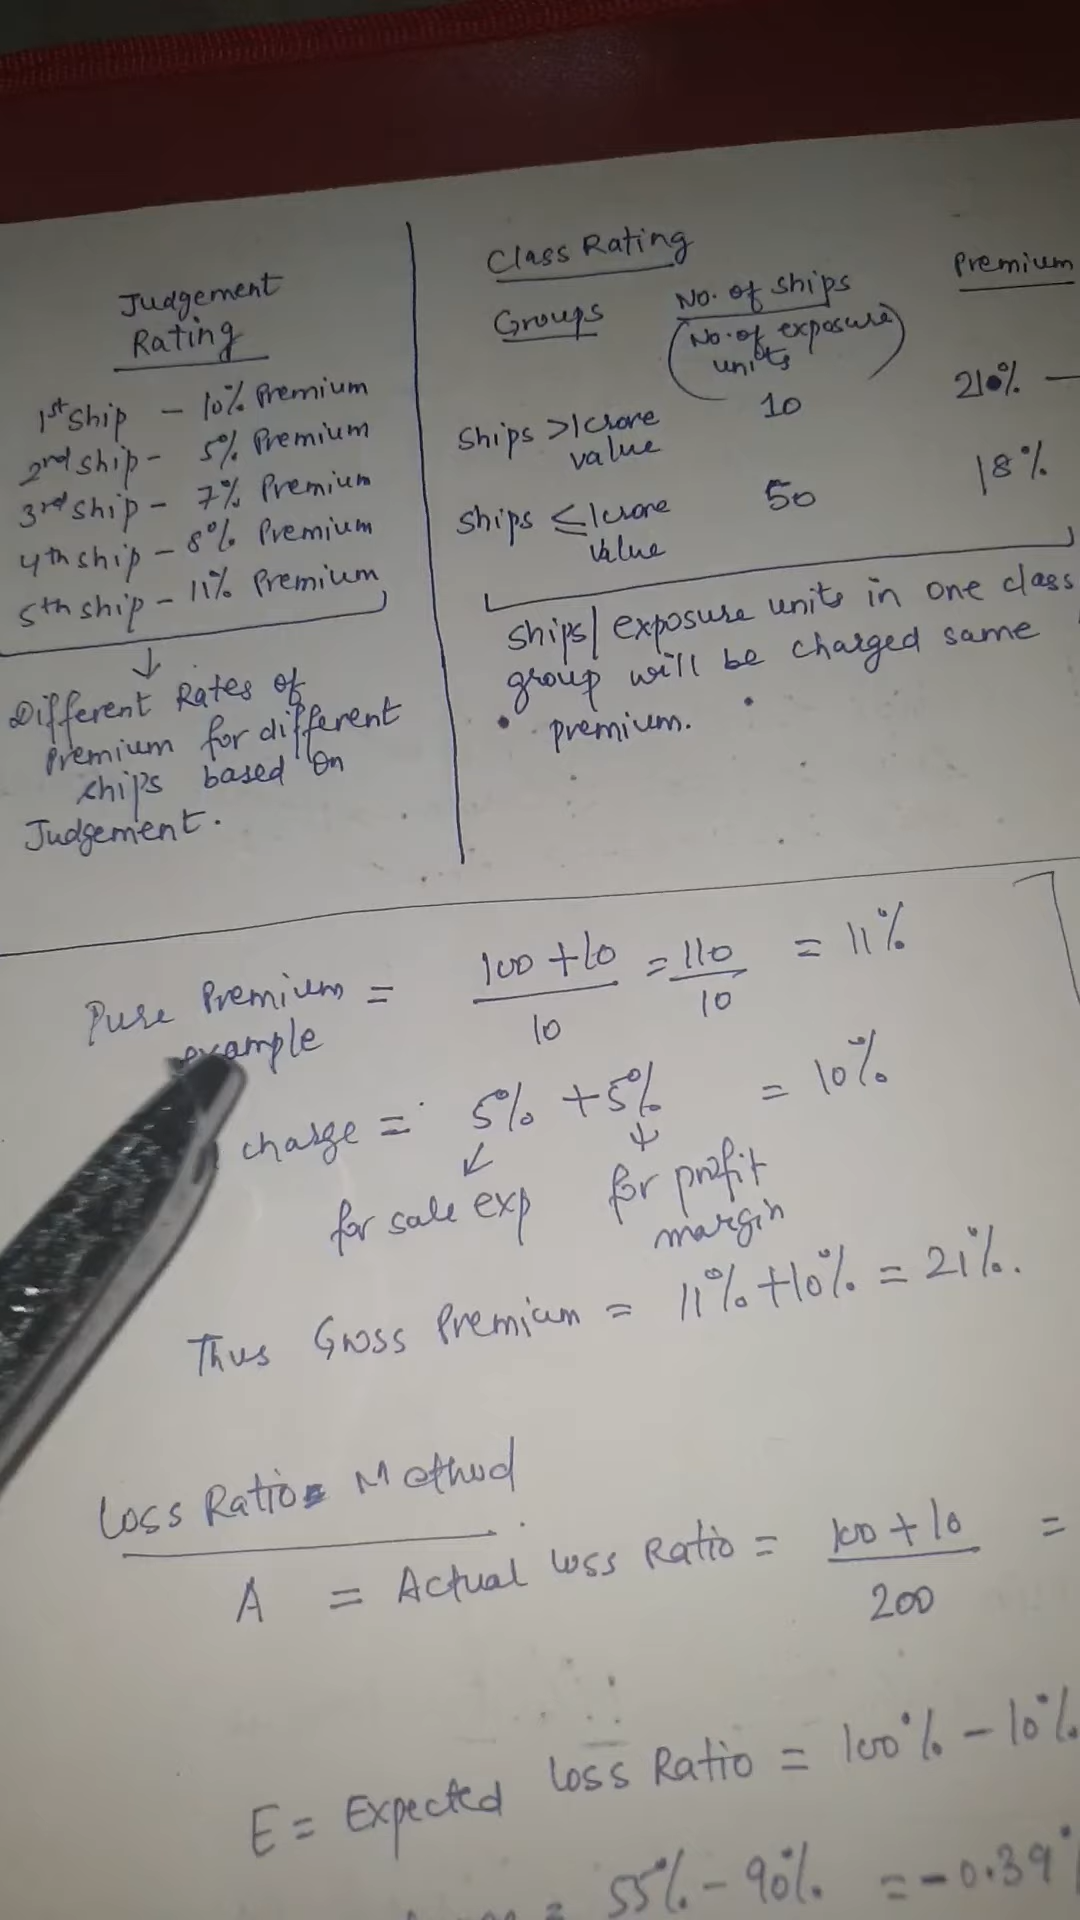 Judgement
Rating
1st ship - 10% Premium
2nd ship - 5% Premium
3rd ship - 7% Premium
4th ship - 8% Premium
5th ship - 11% Premium
↓
Different Rates of
Premium for different
ships based on
Judgement.
Class Rating
Groups No. of ships Premium
(No. of exposure
units)
Ships >1 crore 10 210%
value
Ships ≤ 1 crore 50 18%
value
ships/exposure units in one class
group will be charged same
premium.
Pure Premium = 100 + 10 / 10 = 110 / 10 = 11%
example
charge = 5% + 5% = 10%
for sale exp for profit
margin
Thus Gross Premium = 11% + 10% = 21%.
Loss Ratio Method
A = Actual loss Ratio = 100 + 10 / 200 =
E = Expected loss Ratio = 100% - 10%
= 55% - 90% = -0.39